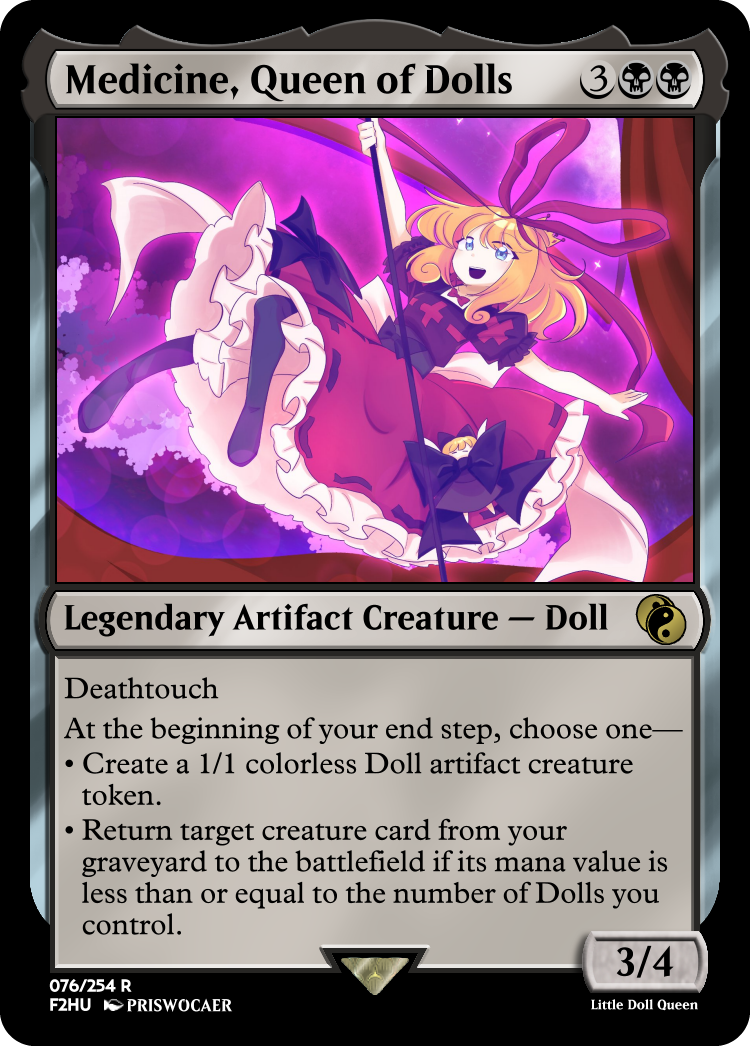 Medicine, Queen of Dolls 3
Legendary Artifact Creature — Doll
Deathtouch
At the beginning of your end step, choose one—
• Create a 1/1 colorless Doll artifact creature
token.
• Return target creature card from your
graveyard to the battlefield if its mana value is
less than or equal to the number of Dolls you
control.
3/4
076/254 R
F2HU PRISWOCAER
Little Doll Queen